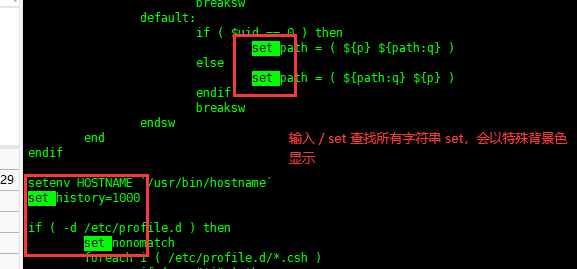 breaksw
default:
if ( $uid == 0 ) then
set path = ( ${p} ${path:q} )
else
set path = ( ${path:q} ${p} )
endif
breaksw
endsw
end
输入 / set 查找所有字符串 set，会以特殊背景色
显示
endif
29
setenv HOSTNAME `/usr/bin/hostname`
set history=1000
if ( -d /etc/profile.d ) then
set nonomatch
foreach i ( /etc/profile.d/*.csh )